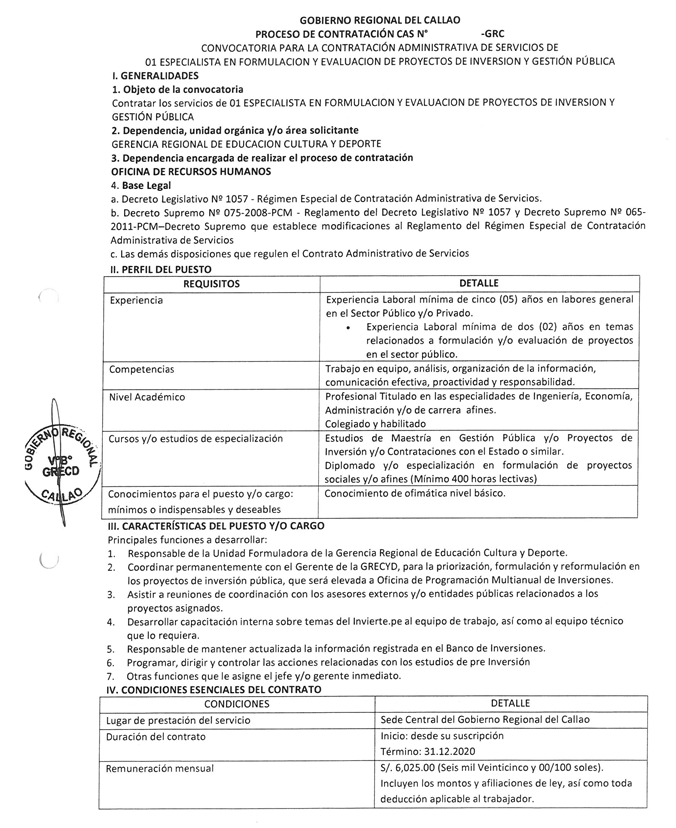 GOBIERNO REGIONAL DEL CALLAO
PROCESO DE CONTRATACIÓN CAS N° -GRC
CONVOCATORIA PARA LA CONTRATACIÓN ADMINISTRATIVA DE SERVICIOS DE
01 ESPECIALISTA EN FORMULACION Y EVALUACION DE PROYECTOS DE INVERSION Y GESTIÓN PÚBLICA
I. GENERALIDADES
1. Objeto de la convocatoria
Contratar los servicios de 01 ESPECIALISTA EN FORMULACION Y EVALUACION DE PROYECTOS DE INVERSION Y
GESTIÓN PÚBLICA
2. Dependencia, unidad orgánica y/o área solicitante
GERENCIA REGIONAL DE EDUCACION CULTURA Y DEPORTE
3. Dependencia encargada de realizar el proceso de contratación
OFICINA DE RECURSOS HUMANOS
4. Base Legal
a. Decreto Legislativo Nº 1057 - Régimen Especial de Contratación Administrativa de Servicios.
b. Decreto Supremo Nº 075-2008-PCM - Reglamento del Decreto Legislativo Nº 1057 y Decreto Supremo Nº 065-
2011-PCM–Decreto Supremo que establece modificaciones al Reglamento del Régimen Especial de Contratación
Administrativa de Servicios
c. Las demás disposiciones que regulen el Contrato Administrativo de Servicios
II. PERFIL DEL PUESTO
REQUISITOS DETALLE
Experiencia Experiencia Laboral mínima de cinco (05) años en labores general
en el Sector Público y/o Privado.
• Experiencia Laboral mínima de dos (02) años en temas
relacionados a formulación y/o evaluación de proyectos
en el sector público.
Competencias Trabajo en equipo, análisis, organización de la información,
comunicación efectiva, proactividad y responsabilidad.
Nivel Académico Profesional Titulado en las especialidades de Ingeniería, Economía,
Administración y/o de carrera afines.
Colegiado y habilitado
Cursos y/o estudios de especialización Estudios de Maestría en Gestión Pública y/o Proyectos de
Inversión y/o Contrataciones con el Estado o similar.
Diplomado y/o especialización en formulación de proyectos
sociales y/o afines (Mínimo 400 horas lectivas)
Conocimientos para el puesto y/o cargo: Conocimiento de ofimática nivel básico.
mínimos o indispensables y deseables
GOBIERNO REGIONAL
VºBº
GRECD
CALLAO
III. CARACTERÍSTICAS DEL PUESTO Y/O CARGO
Principales funciones a desarrollar:
1. Responsable de la Unidad Formuladora de la Gerencia Regional de Educación Cultura y Deporte.
2. Coordinar permanentemente con el Gerente de la GRECYD, para la priorización, formulación y reformulación en
los proyectos de inversión pública, que será elevada a Oficina de Programación Multianual de Inversiones.
3. Asistir a reuniones de coordinación con los asesores externos y/o entidades públicas relacionados a los
proyectos asignados.
4. Desarrollar capacitación interna sobre temas del Invierte.pe al equipo de trabajo, así como al equipo técnico
que lo requiera.
5. Responsable de mantener actualizada la información registrada en el Banco de Inversiones.
6. Programar, dirigir y controlar las acciones relacionadas con los estudios de pre Inversión
7. Otras funciones que le asigne el jefe y/o gerente inmediato.
IV. CONDICIONES ESENCIALES DEL CONTRATO
CONDICIONES DETALLE
Lugar de prestación del servicio Sede Central del Gobierno Regional del Callao
Duración del contrato Inicio: desde su suscripción
Término: 31.12.2020
Remuneración mensual S/. 6,025.00 (Seis mil Veinticinco y 00/100 soles).
Incluyen los montos y afiliaciones de ley, así como toda
deducción aplicable al trabajador.